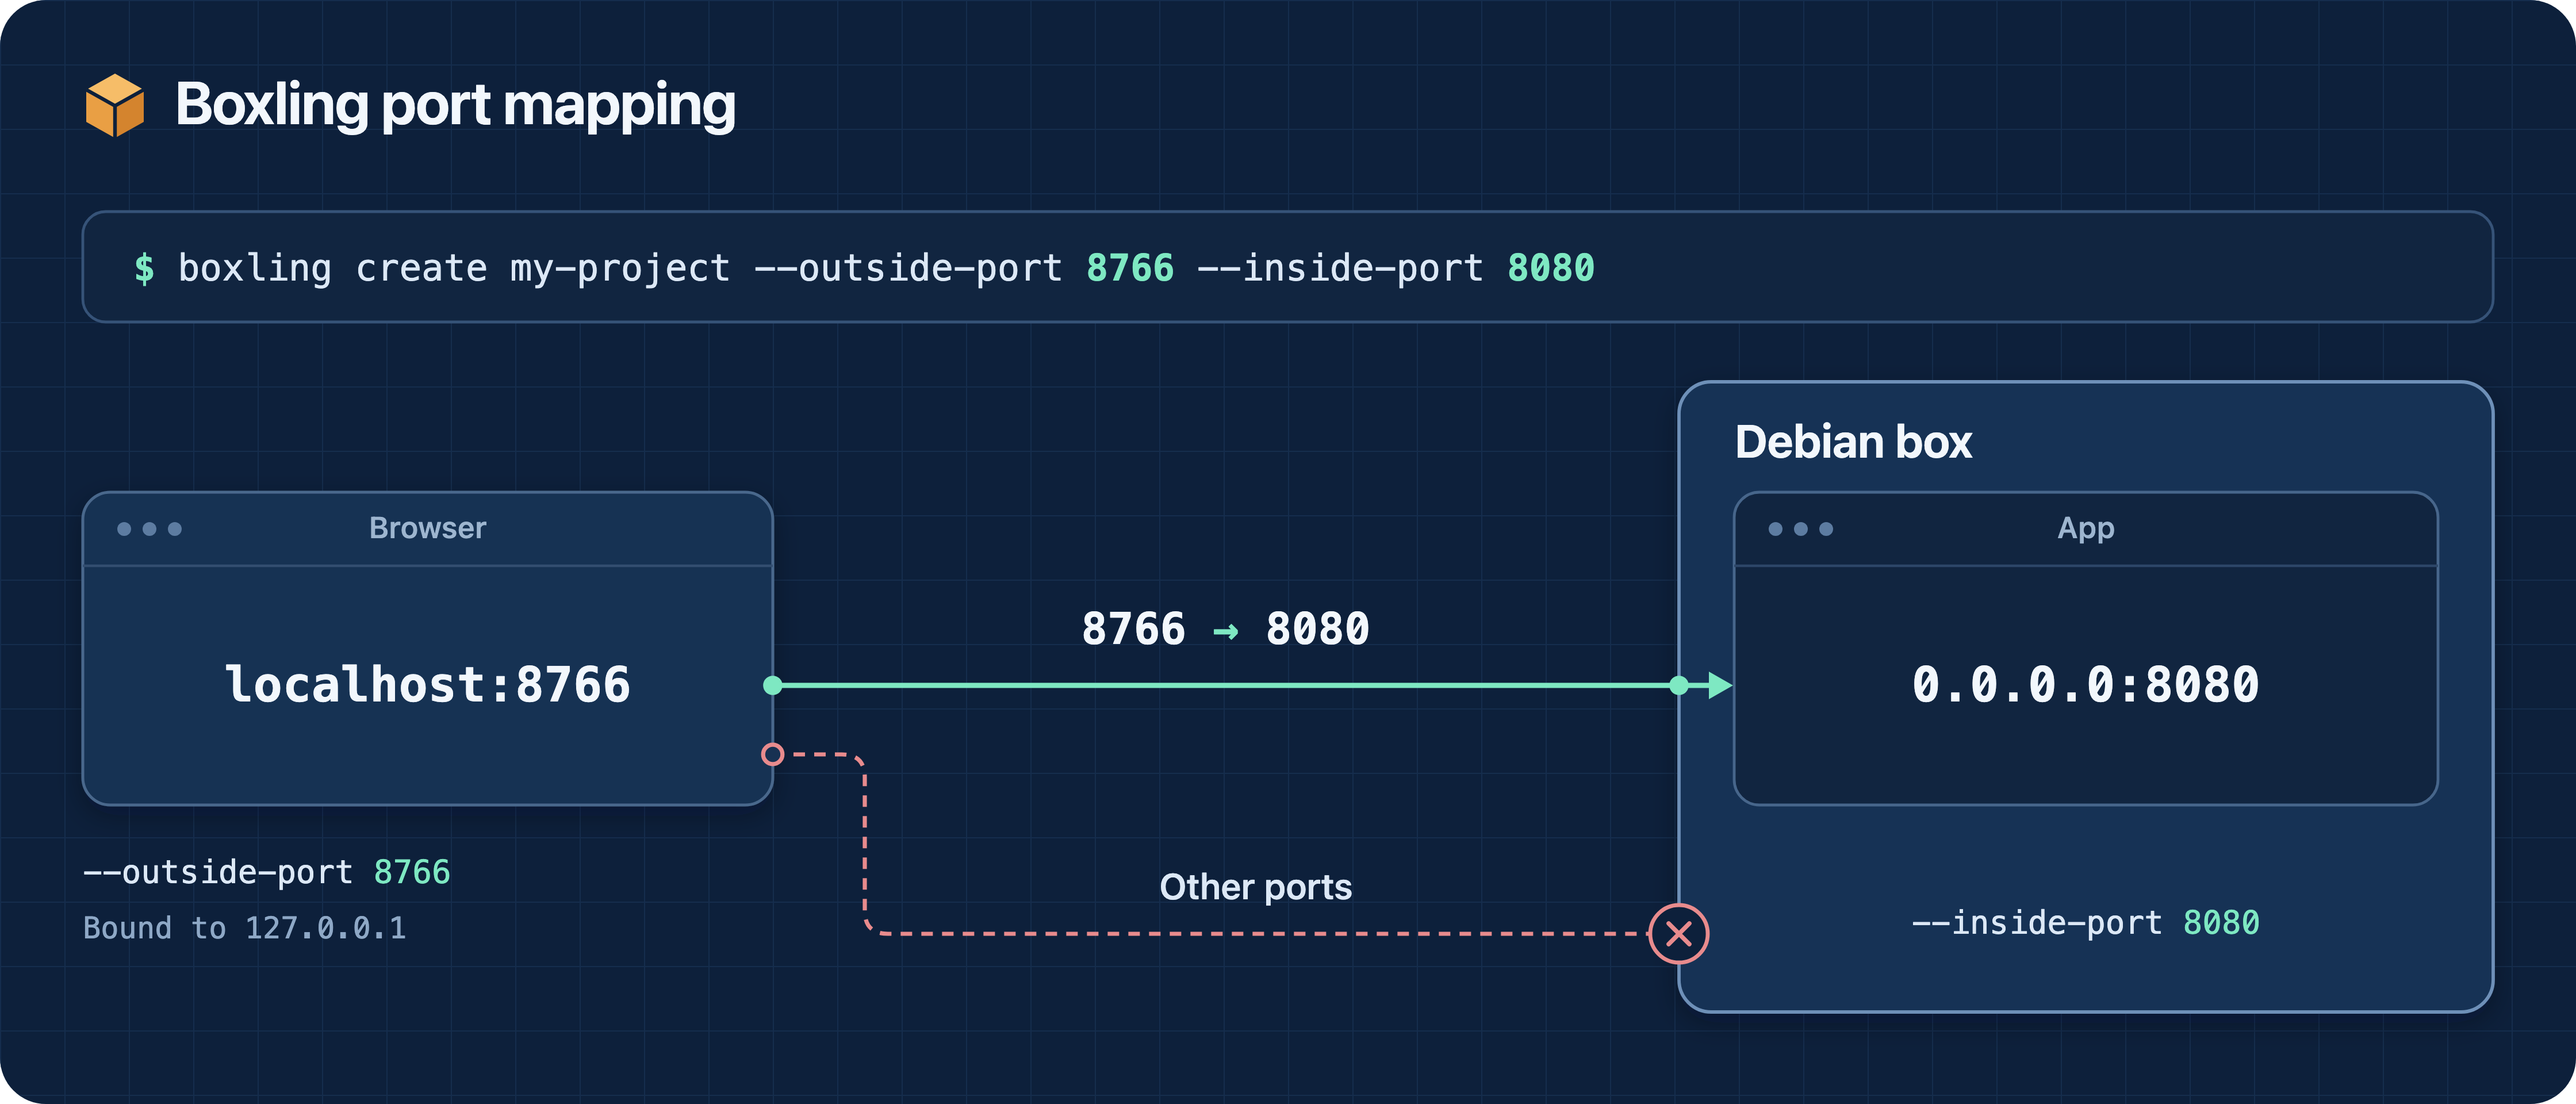 Boxling port mapping
$ boxling create my-project --outside-port 8766 --inside-port 8080
Debian box
Browser
App
8766 → 8080
localhost:8766
0.0.0.0:8080
--outside-port 8766
Bound to 127.0.0.1
Other ports
--inside-port 8080